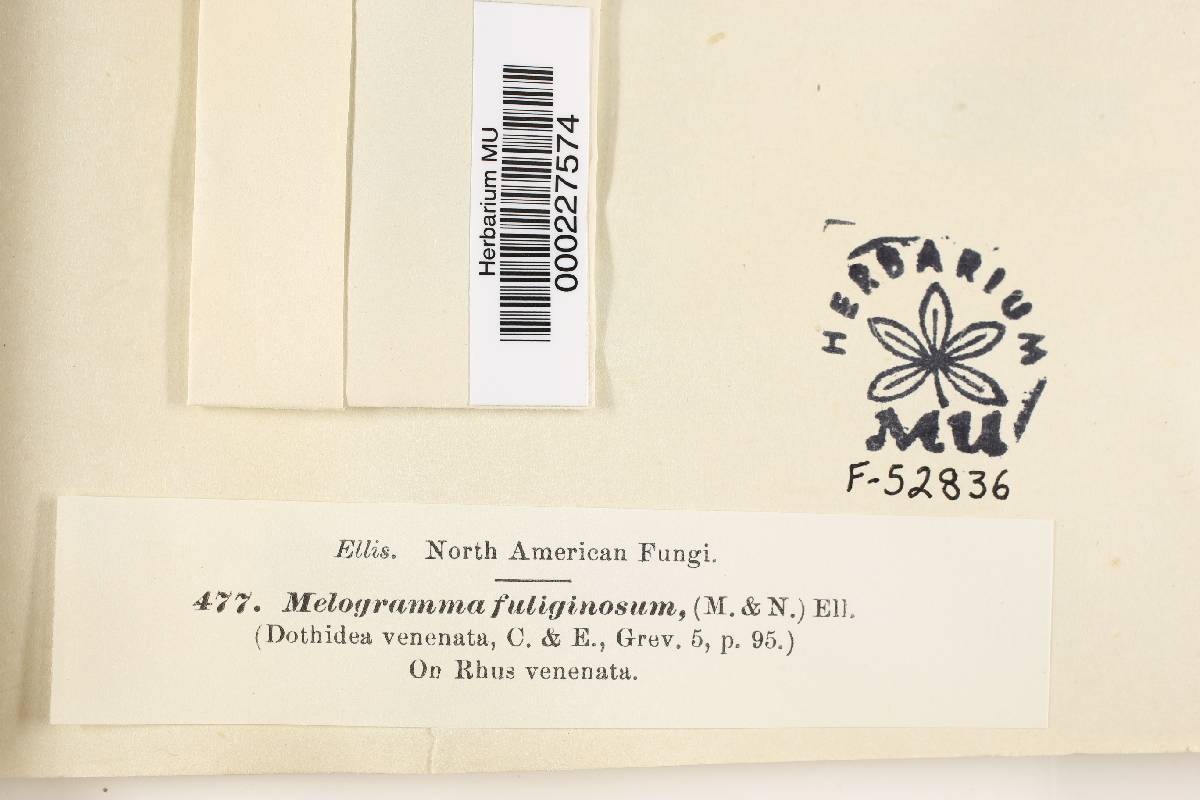 Herbarium MU
000227574
HERBARIUM
MU
F-52836
Ellis. North American Fungi.
477. Melogramma fuliginosum, (M. & N.) Ell.
(Dothidea venenata, C. & E., Grev. 5, p. 95.)
On Rhus venenata.